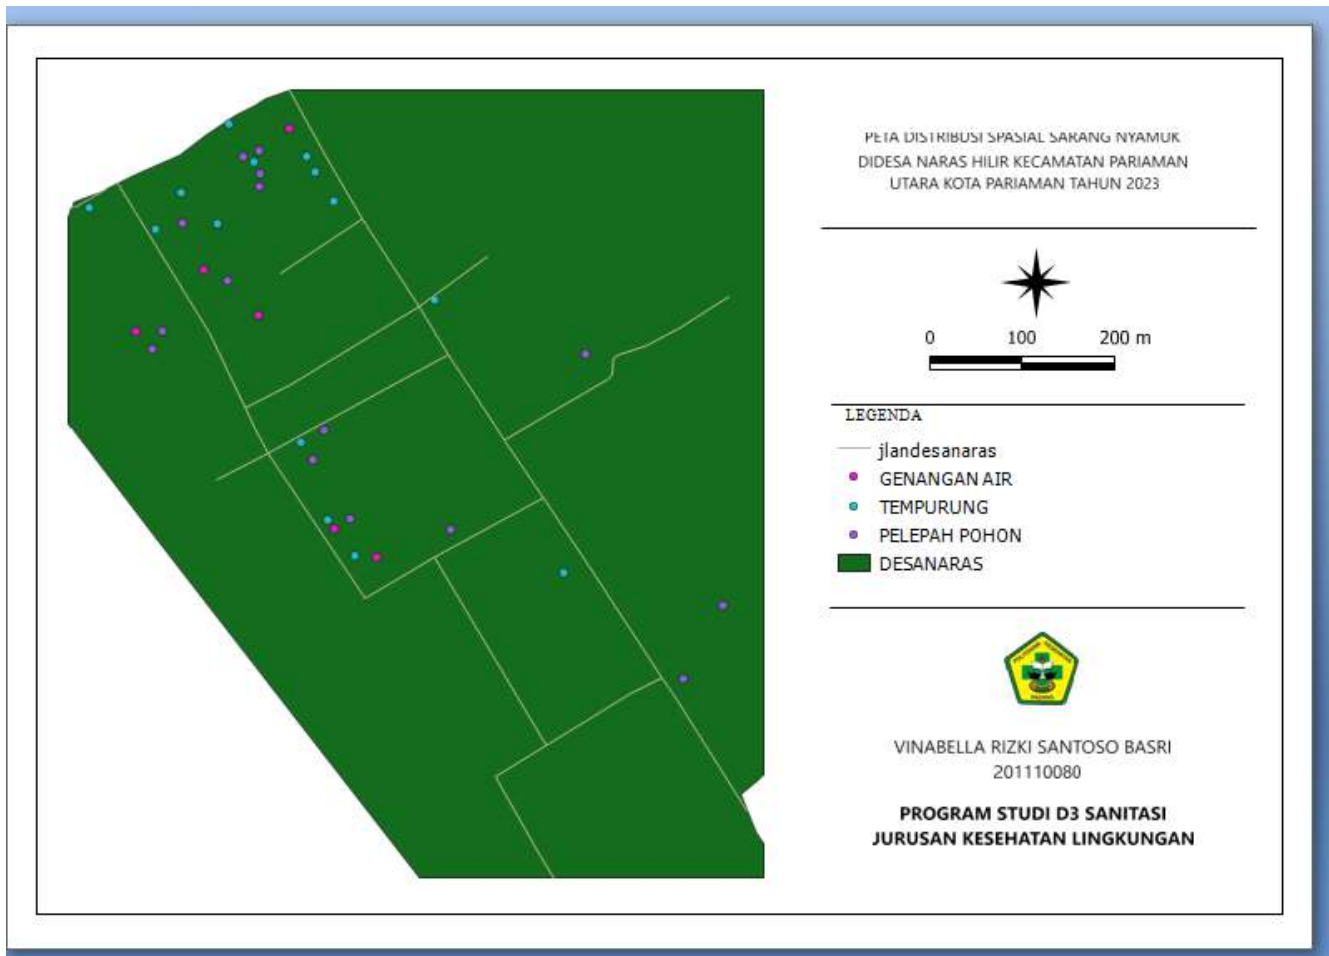 PETA DISTRIBUSI SPASIAL SARANG NYAMUK
DIDESA NARAS HILIR KECAMATAN PARIAMAN
UTARA KOTA PARIAMAN TAHUN 2023
0 100 200 m
LEGENDA
jlandesanaras
GENANGAN AIR
TEMPURUNG
PELEPAH POHON
DESANARAS
PADANG
VINABELLA RIZKI SANTOSO BASRI
201110080
PROGRAM STUDI D3 SANITASI
JURUSAN KESEHATAN LINGKUNGAN